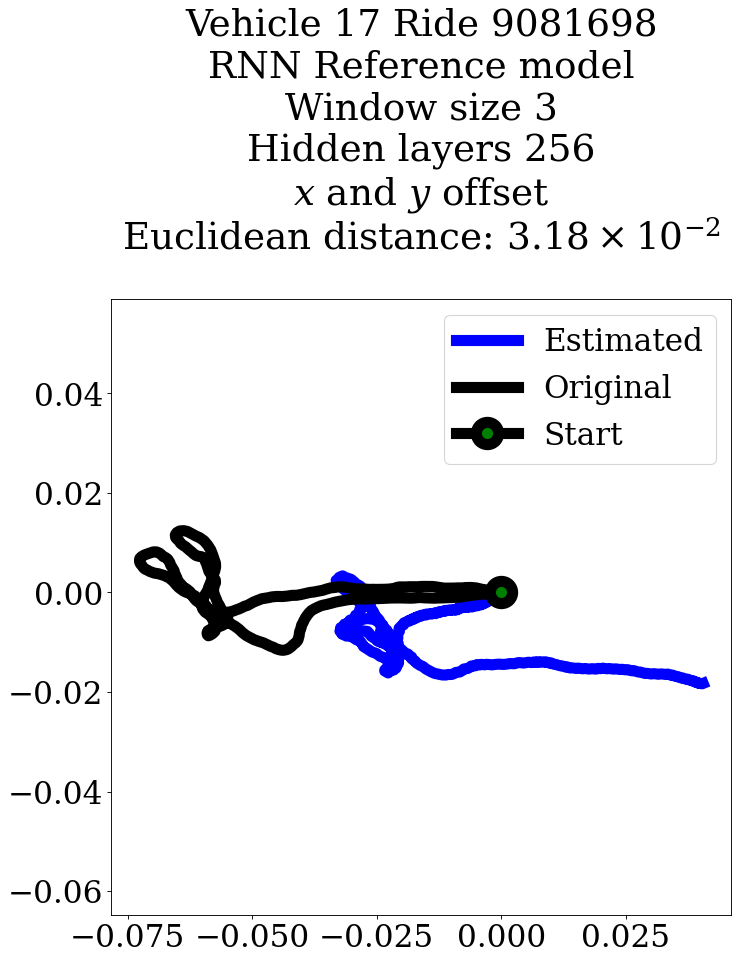 Vehicle 17 Ride 9081698
RNN Reference model
Window size 3
Hidden layers 256
x and y offset
Euclidean distance: 3.18 × 10⁻²
Estimated
Original
Start
0.04
0.02
0.00
−0.02
−0.04
−0.06
−0.075 −0.050 −0.025 0.000 0.025